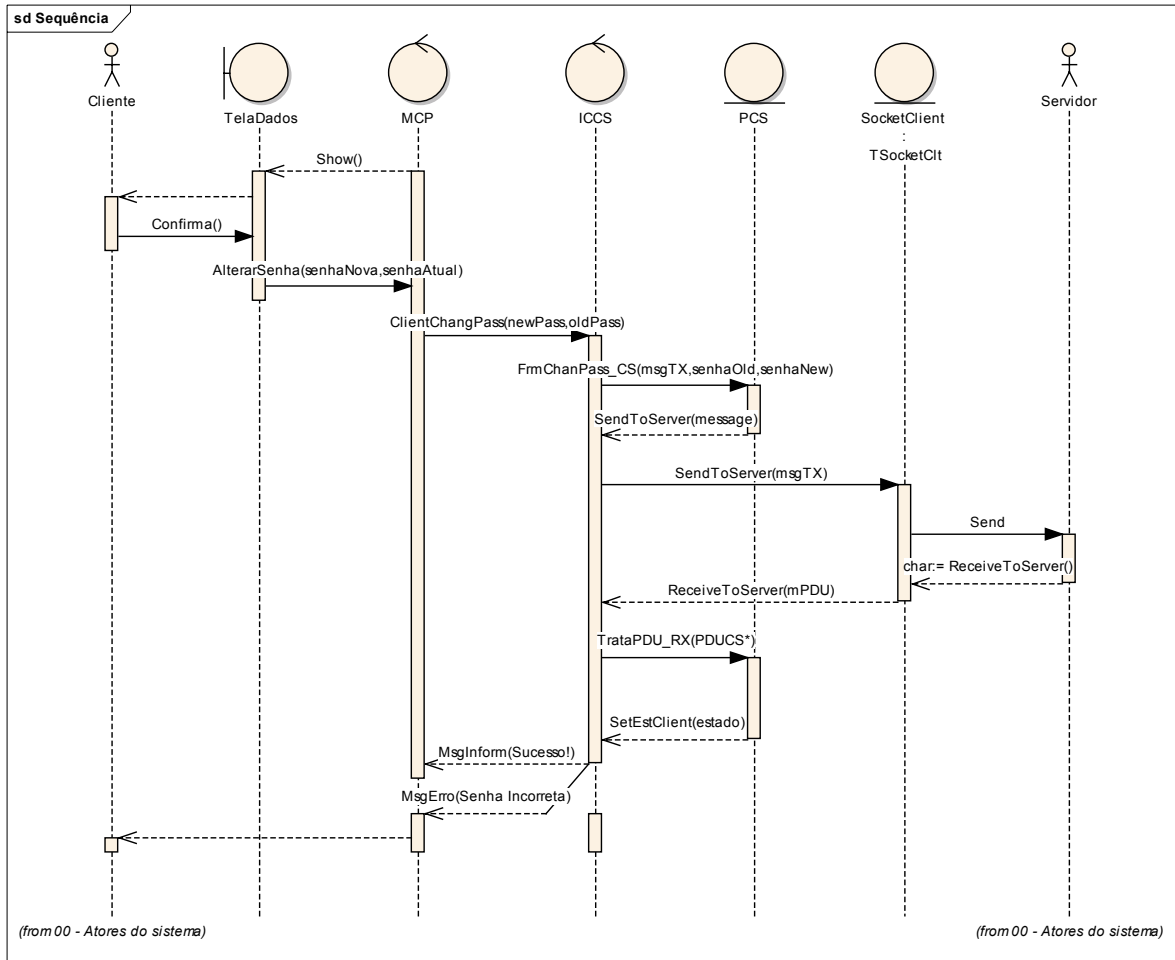 sd Sequência
Cliente
TelaDados
MCP
ICCS
PCS
SocketClient
:
TSocketClt
Servidor
Show()
Confirma()
AlterarSenha(senhaNova,senhaAtual)
ClientChangPass(newPass,oldPass)
FrmChanPass_CS(msgTX,senhaOld,senhaNew)
SendToServer(message)
SendToServer(msgTX)
Send
char:= ReceiveToServer()
ReceiveToServer(mPDU)
TrataPDU_RX(PDUCS*)
SetEstClient(estado)
MsgInform(Sucesso!)
MsgErro(Senha Incorreta)
(from 00 - Atores do sistema)
(from 00 - Atores do sistema)